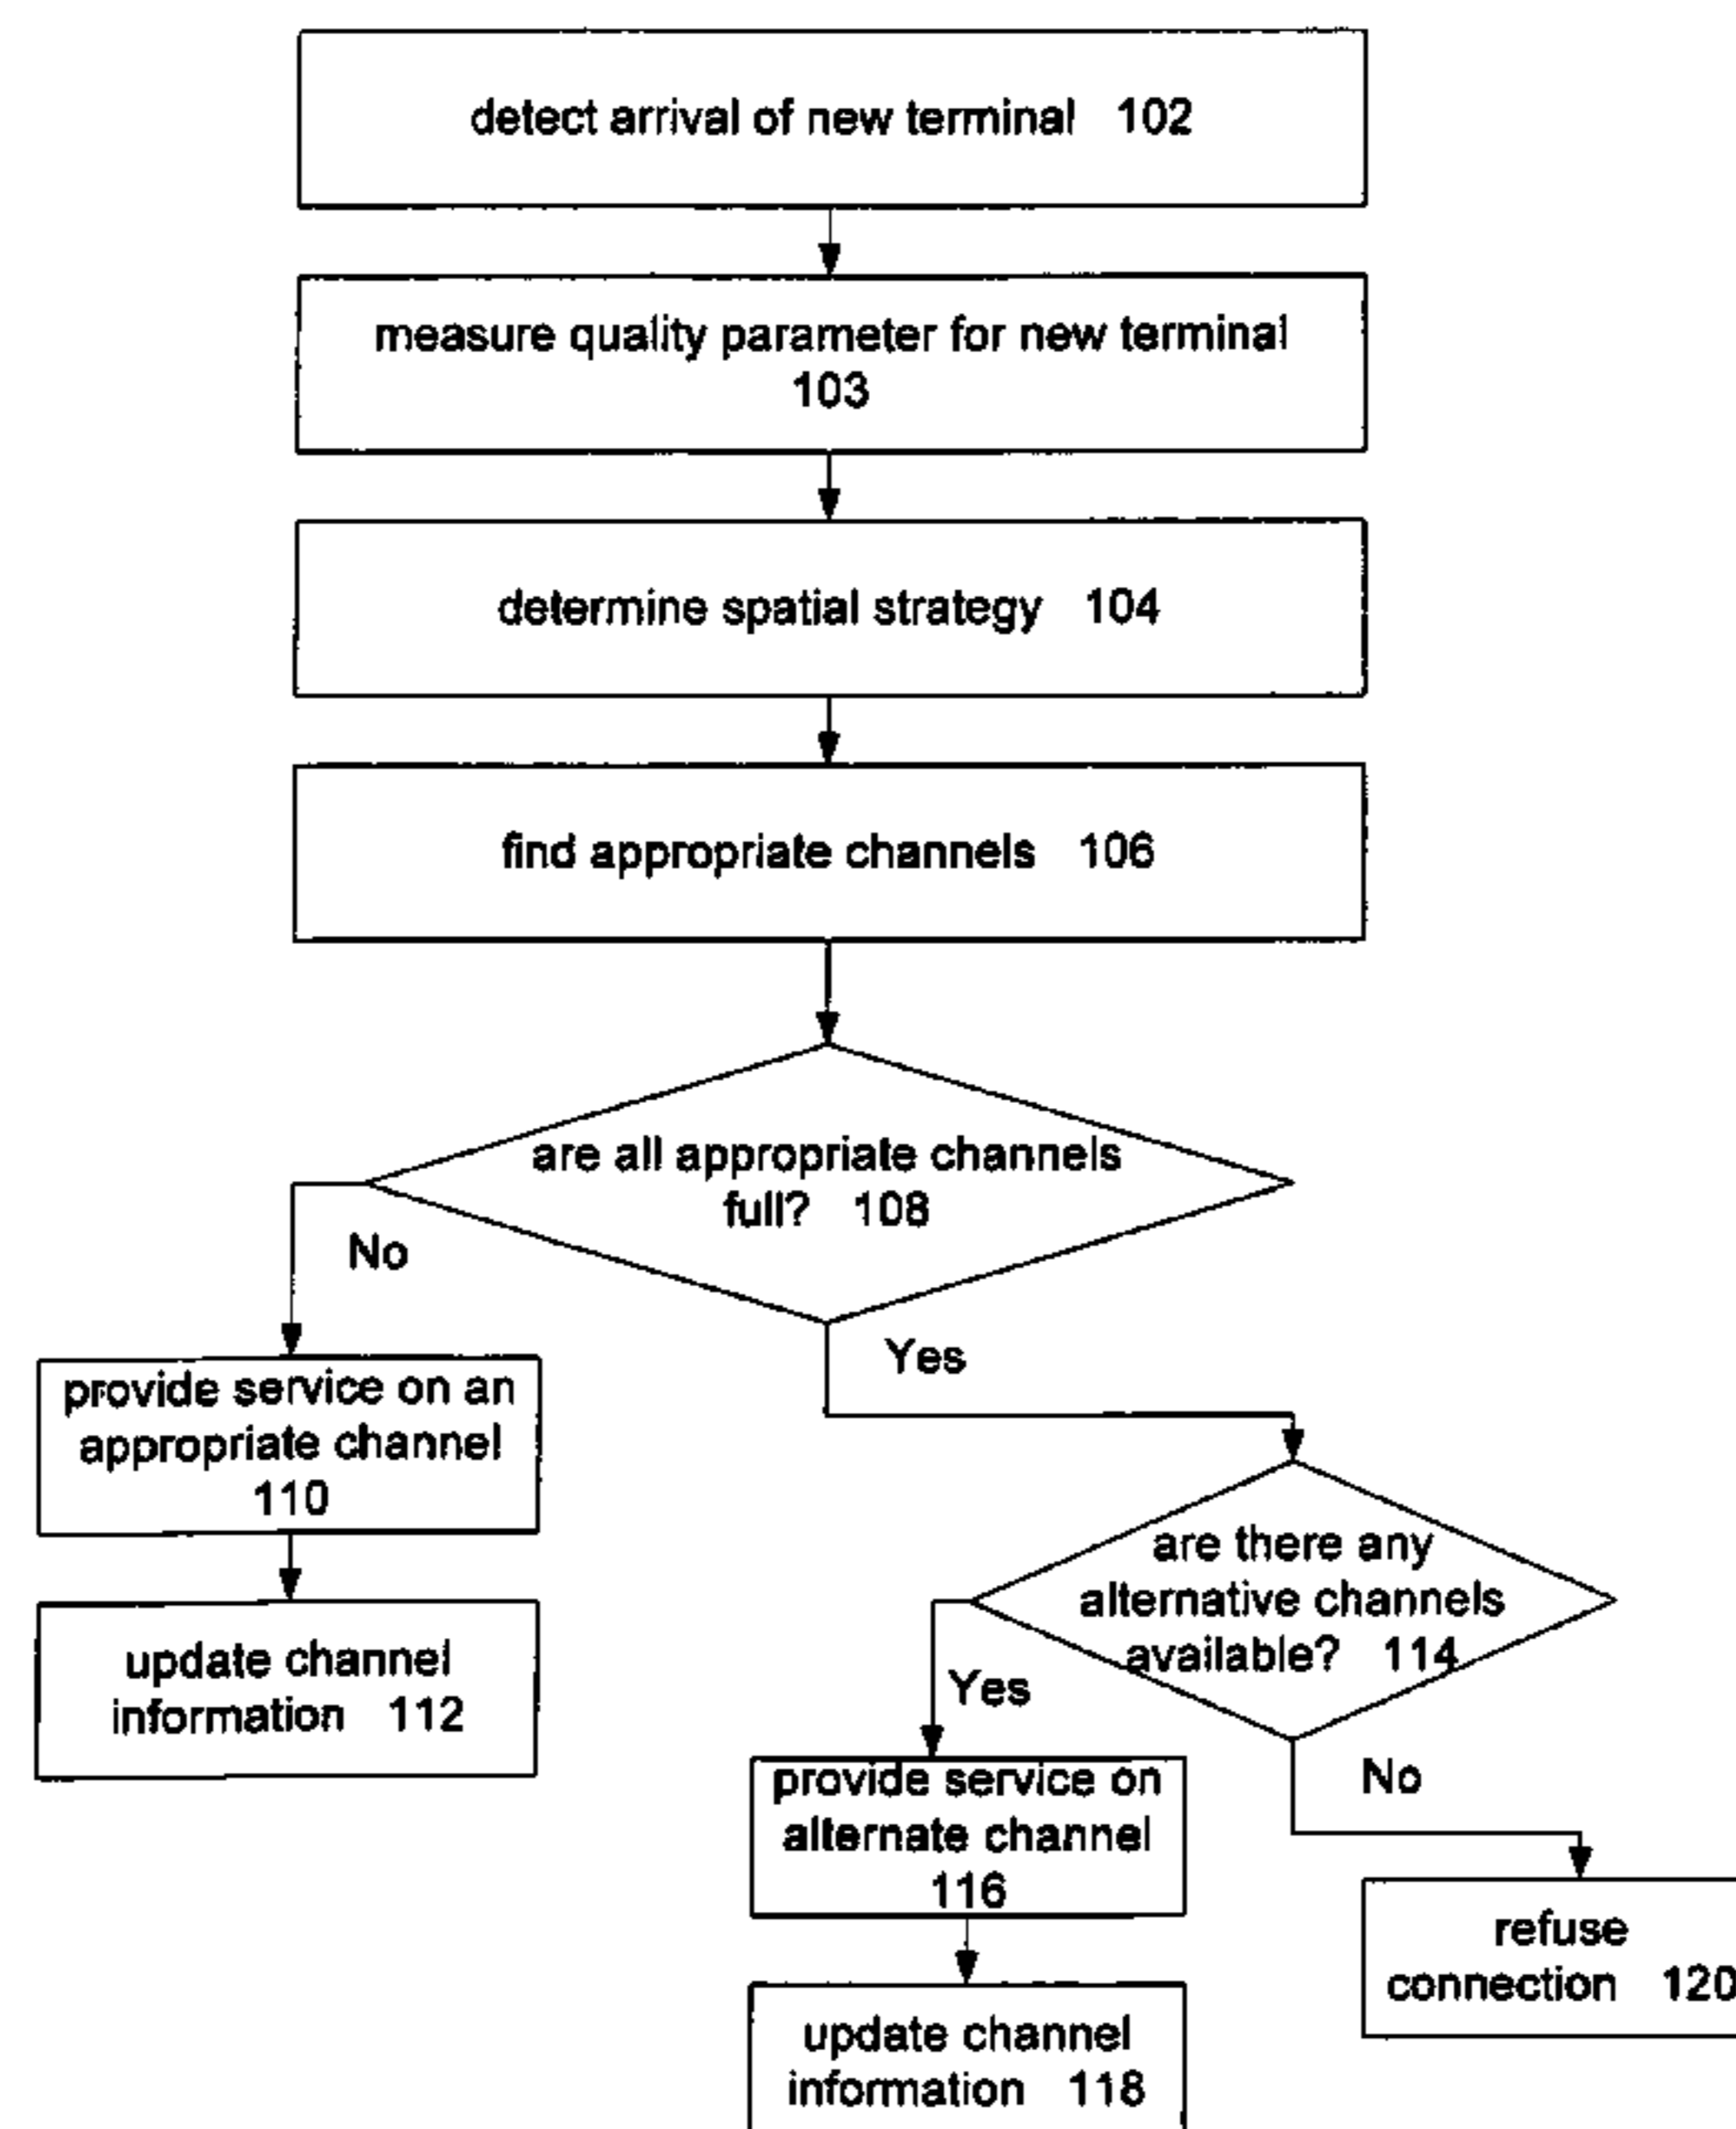 detect arrival of new terminal 102
measure quality parameter for new terminal
103
determine spatial strategy 104
find appropriate channels 106
are all appropriate channels
full? 108
No
Yes
provide service on an
appropriate channel
110
update channel
information 112
are there any
alternative channels
available? 114
Yes
No
provide service on
alternate channel
116
update channel
information 118
refuse
connection 120